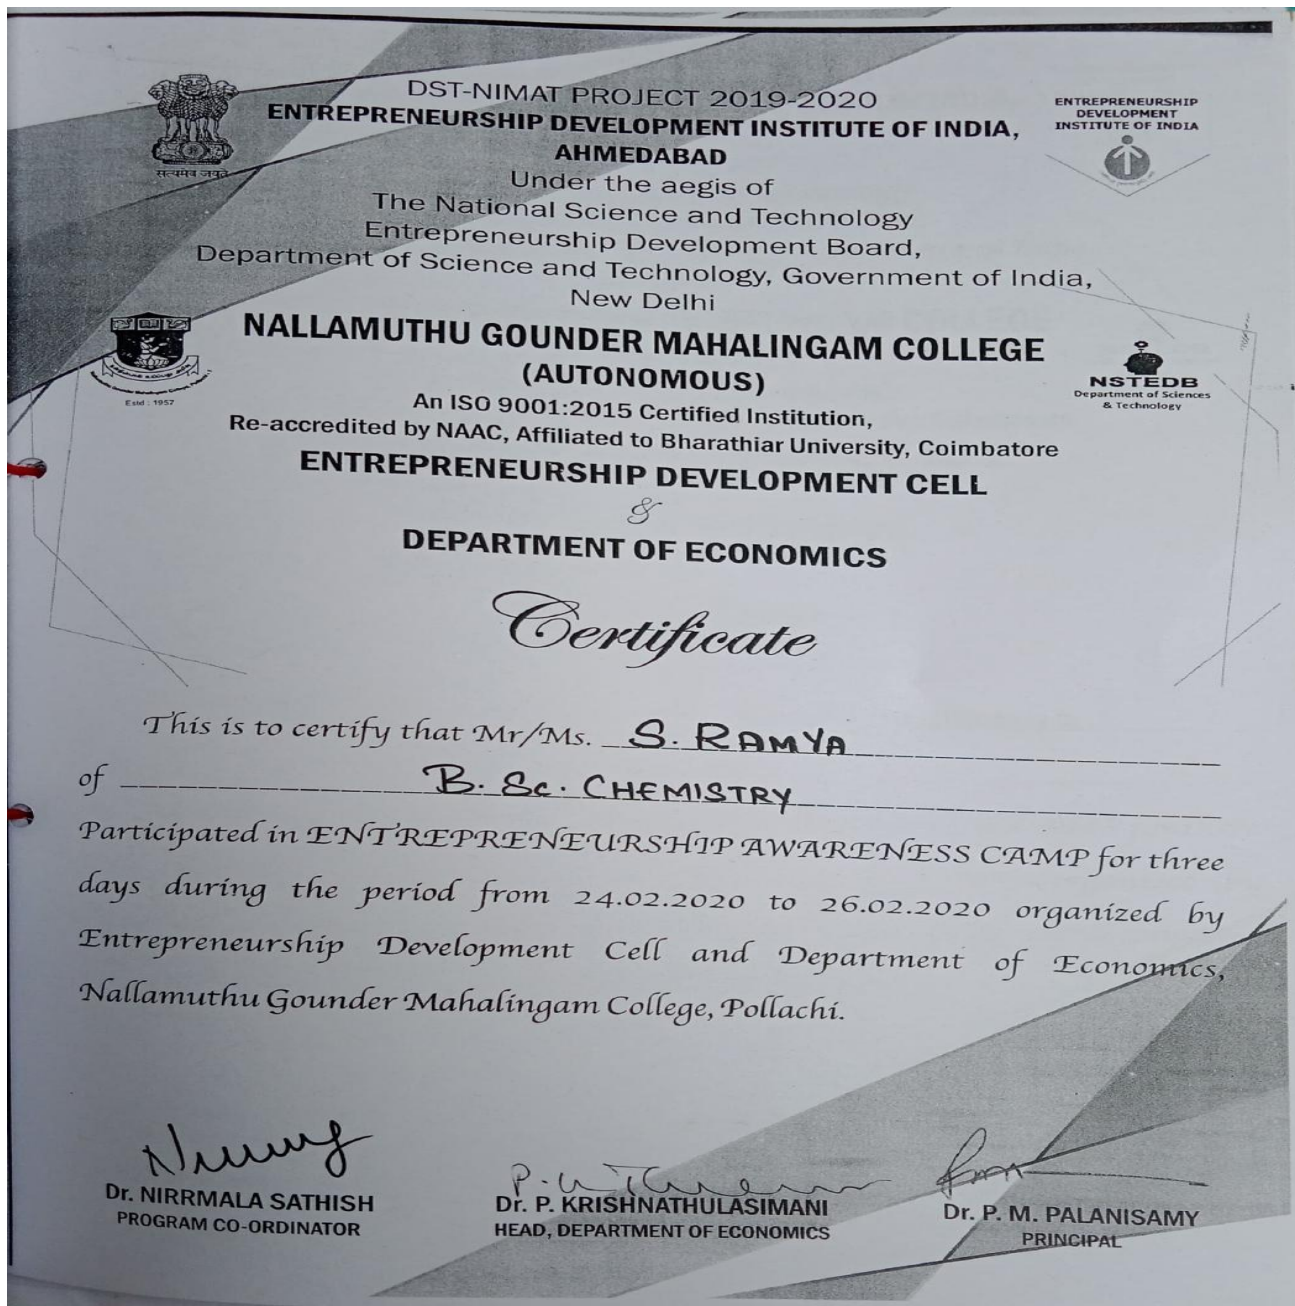 DST-NIMAT PROJECT 2019-2020
ENTREPRENEURSHIP DEVELOPMENT INSTITUTE OF INDIA,
AHMEDABAD
सत्यमेव जयते
ENTREPRENEURSHIP
DEVELOPMENT
INSTITUTE OF INDIA
Under the aegis of
The National Science and Technology
Entrepreneurship Development Board,
Department of Science and Technology, Government of India,
New Delhi
NALLAMUTHU GOUNDER MAHALINGAM COLLEGE
(AUTONOMOUS)
Estd : 1957
NSTEDB
Department of Sciences
& Technology
An ISO 9001:2015 Certified Institution,
Re-accredited by NAAC, Affiliated to Bharathiar University, Coimbatore
ENTREPRENEURSHIP DEVELOPMENT CELL
&
DEPARTMENT OF ECONOMICS
Certificate
This is to certify that Mr/Ms. S. RAMYA
of B. Sc. CHEMISTRY
Participated in ENTREPRENEURSHIP AWARENESS CAMP for three
days during the period from 24.02.2020 to 26.02.2020 organized by
Entrepreneurship Development Cell and Department of Economics,
Nallamuthu Gounder Mahalingam College, Pollachi.
Dr. NIRRMALA SATHISH
PROGRAM CO-ORDINATOR
Dr. P. KRISHNATHULASIMANI
HEAD, DEPARTMENT OF ECONOMICS
Dr. P. M. PALANISAMY
PRINCIPAL